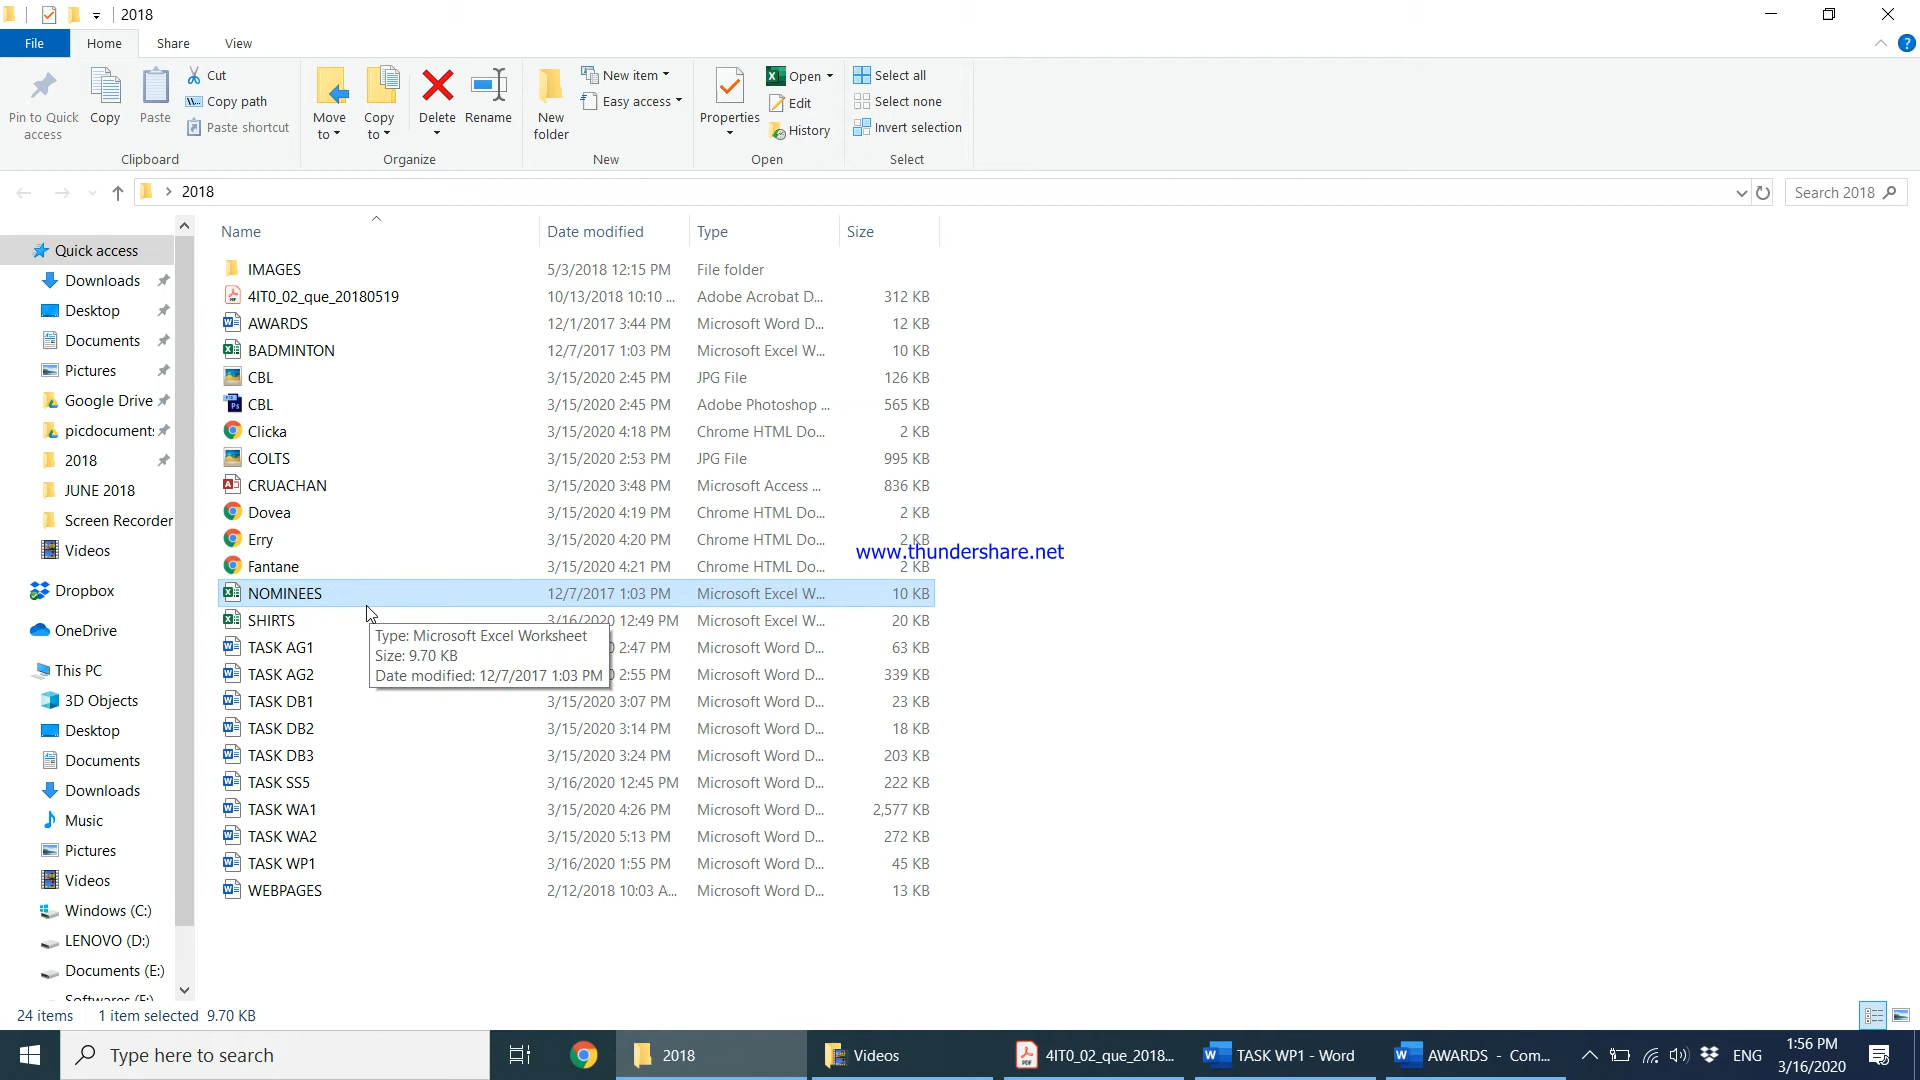 2018
File Home Share View
Pin to Quick access
Copy
Paste
Cut
Copy path
Paste shortcut
Clipboard
Move to
Copy to
Delete
Rename
Organize
New folder
New item
Easy access
New
Properties
Open
Edit
History
Open
Select all
Select none
Invert selection
Select
2018
Search 2018
Quick access
Downloads
Desktop
Documents
Pictures
Google Drive
picdocument
2018
JUNE 2018
Screen Recorder
Videos
Dropbox
OneDrive
This PC
3D Objects
Desktop
Documents
Downloads
Music
Pictures
Videos
Windows (C:)
LENOVO (D:)
Documents (E:)
Softwares (F:)
Name Date modified Type Size
IMAGES 5/3/2018 12:15 PM File folder
4IT0_02_que_20180519 10/13/2018 10:10 ... Adobe Acrobat D... 312 KB
AWARDS 12/1/2017 3:44 PM Microsoft Word D... 12 KB
BADMINTON 12/7/2017 1:03 PM Microsoft Excel W... 10 KB
CBL 3/15/2020 2:45 PM JPG File 126 KB
CBL 3/15/2020 2:45 PM Adobe Photoshop ... 565 KB
Clicka 3/15/2020 4:18 PM Chrome HTML Do... 2 KB
COLTS 3/15/2020 2:53 PM JPG File 995 KB
CRUACHAN 3/15/2020 3:48 PM Microsoft Access ... 836 KB
Dovea 3/15/2020 4:19 PM Chrome HTML Do... 2 KB
Erry 3/15/2020 4:20 PM Chrome HTML Do... 2 KB
www.thundershare.net
Fantane 3/15/2020 4:21 PM Chrome HTML Do... 2 KB
NOMINEES 12/7/2017 1:03 PM Microsoft Excel W... 10 KB
SHIRTS 3/16/2020 12:49 PM Microsoft Excel W... 20 KB
Type: Microsoft Excel Worksheet
Size: 9.70 KB
Date modified: 12/7/2017 1:03 PM
TASK AG1 2:47 PM Microsoft Word D... 63 KB
TASK AG2 2:55 PM Microsoft Word D... 339 KB
TASK DB1 3/15/2020 3:07 PM Microsoft Word D... 23 KB
TASK DB2 3/15/2020 3:14 PM Microsoft Word D... 18 KB
TASK DB3 3/15/2020 3:24 PM Microsoft Word D... 203 KB
TASK SS5 3/16/2020 12:45 PM Microsoft Word D... 222 KB
TASK WA1 3/15/2020 4:26 PM Microsoft Word D... 2,577 KB
TASK WA2 3/15/2020 5:13 PM Microsoft Word D... 272 KB
TASK WP1 3/16/2020 1:55 PM Microsoft Word D... 45 KB
WEBPAGES 2/12/2018 10:03 A... Microsoft Word D... 13 KB
24 items 1 item selected 9.70 KB
Type here to search
2018
Videos
4IT0_02_que_2018...
TASK WP1 - Word
AWARDS - Com...
ENG
1:56 PM
3/16/2020